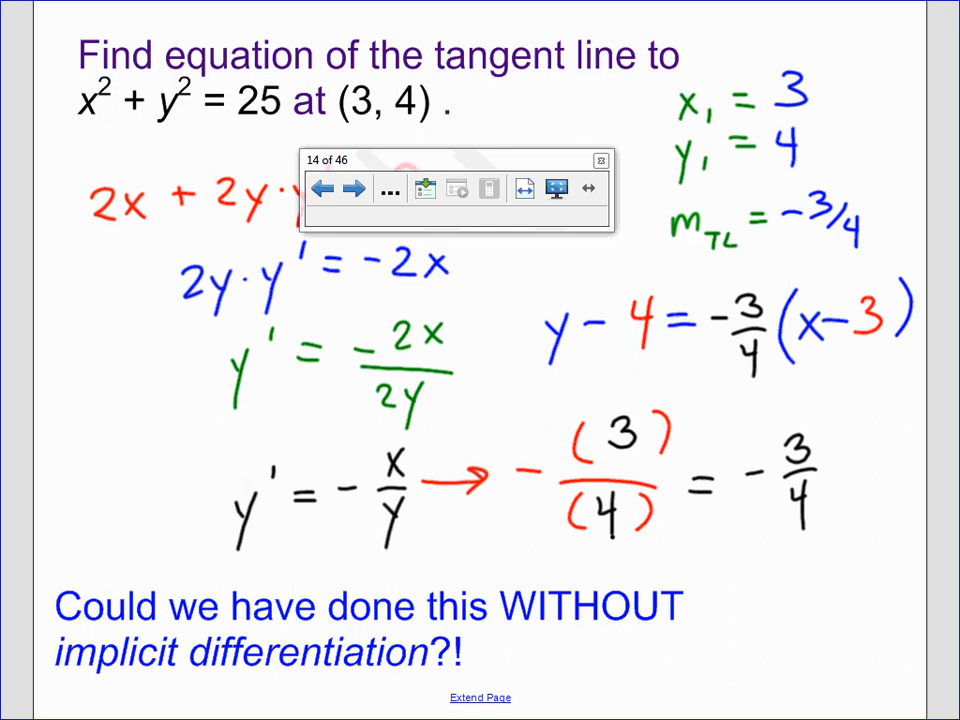 Find equation of the tangent line to
x² + y² = 25 at (3, 4) .
x₁ = 3
y₁ = 4
m_TL = -3/4
14 of 46
...
2x + 2y·y
2y·y' = -2x
y - 4 = -3/4 (x-3)
y' = -2x/2y
y' = - x/y → - (3)/(4) = - 3/4
Could we have done this WITHOUT
implicit differentiation?!
Extend Page